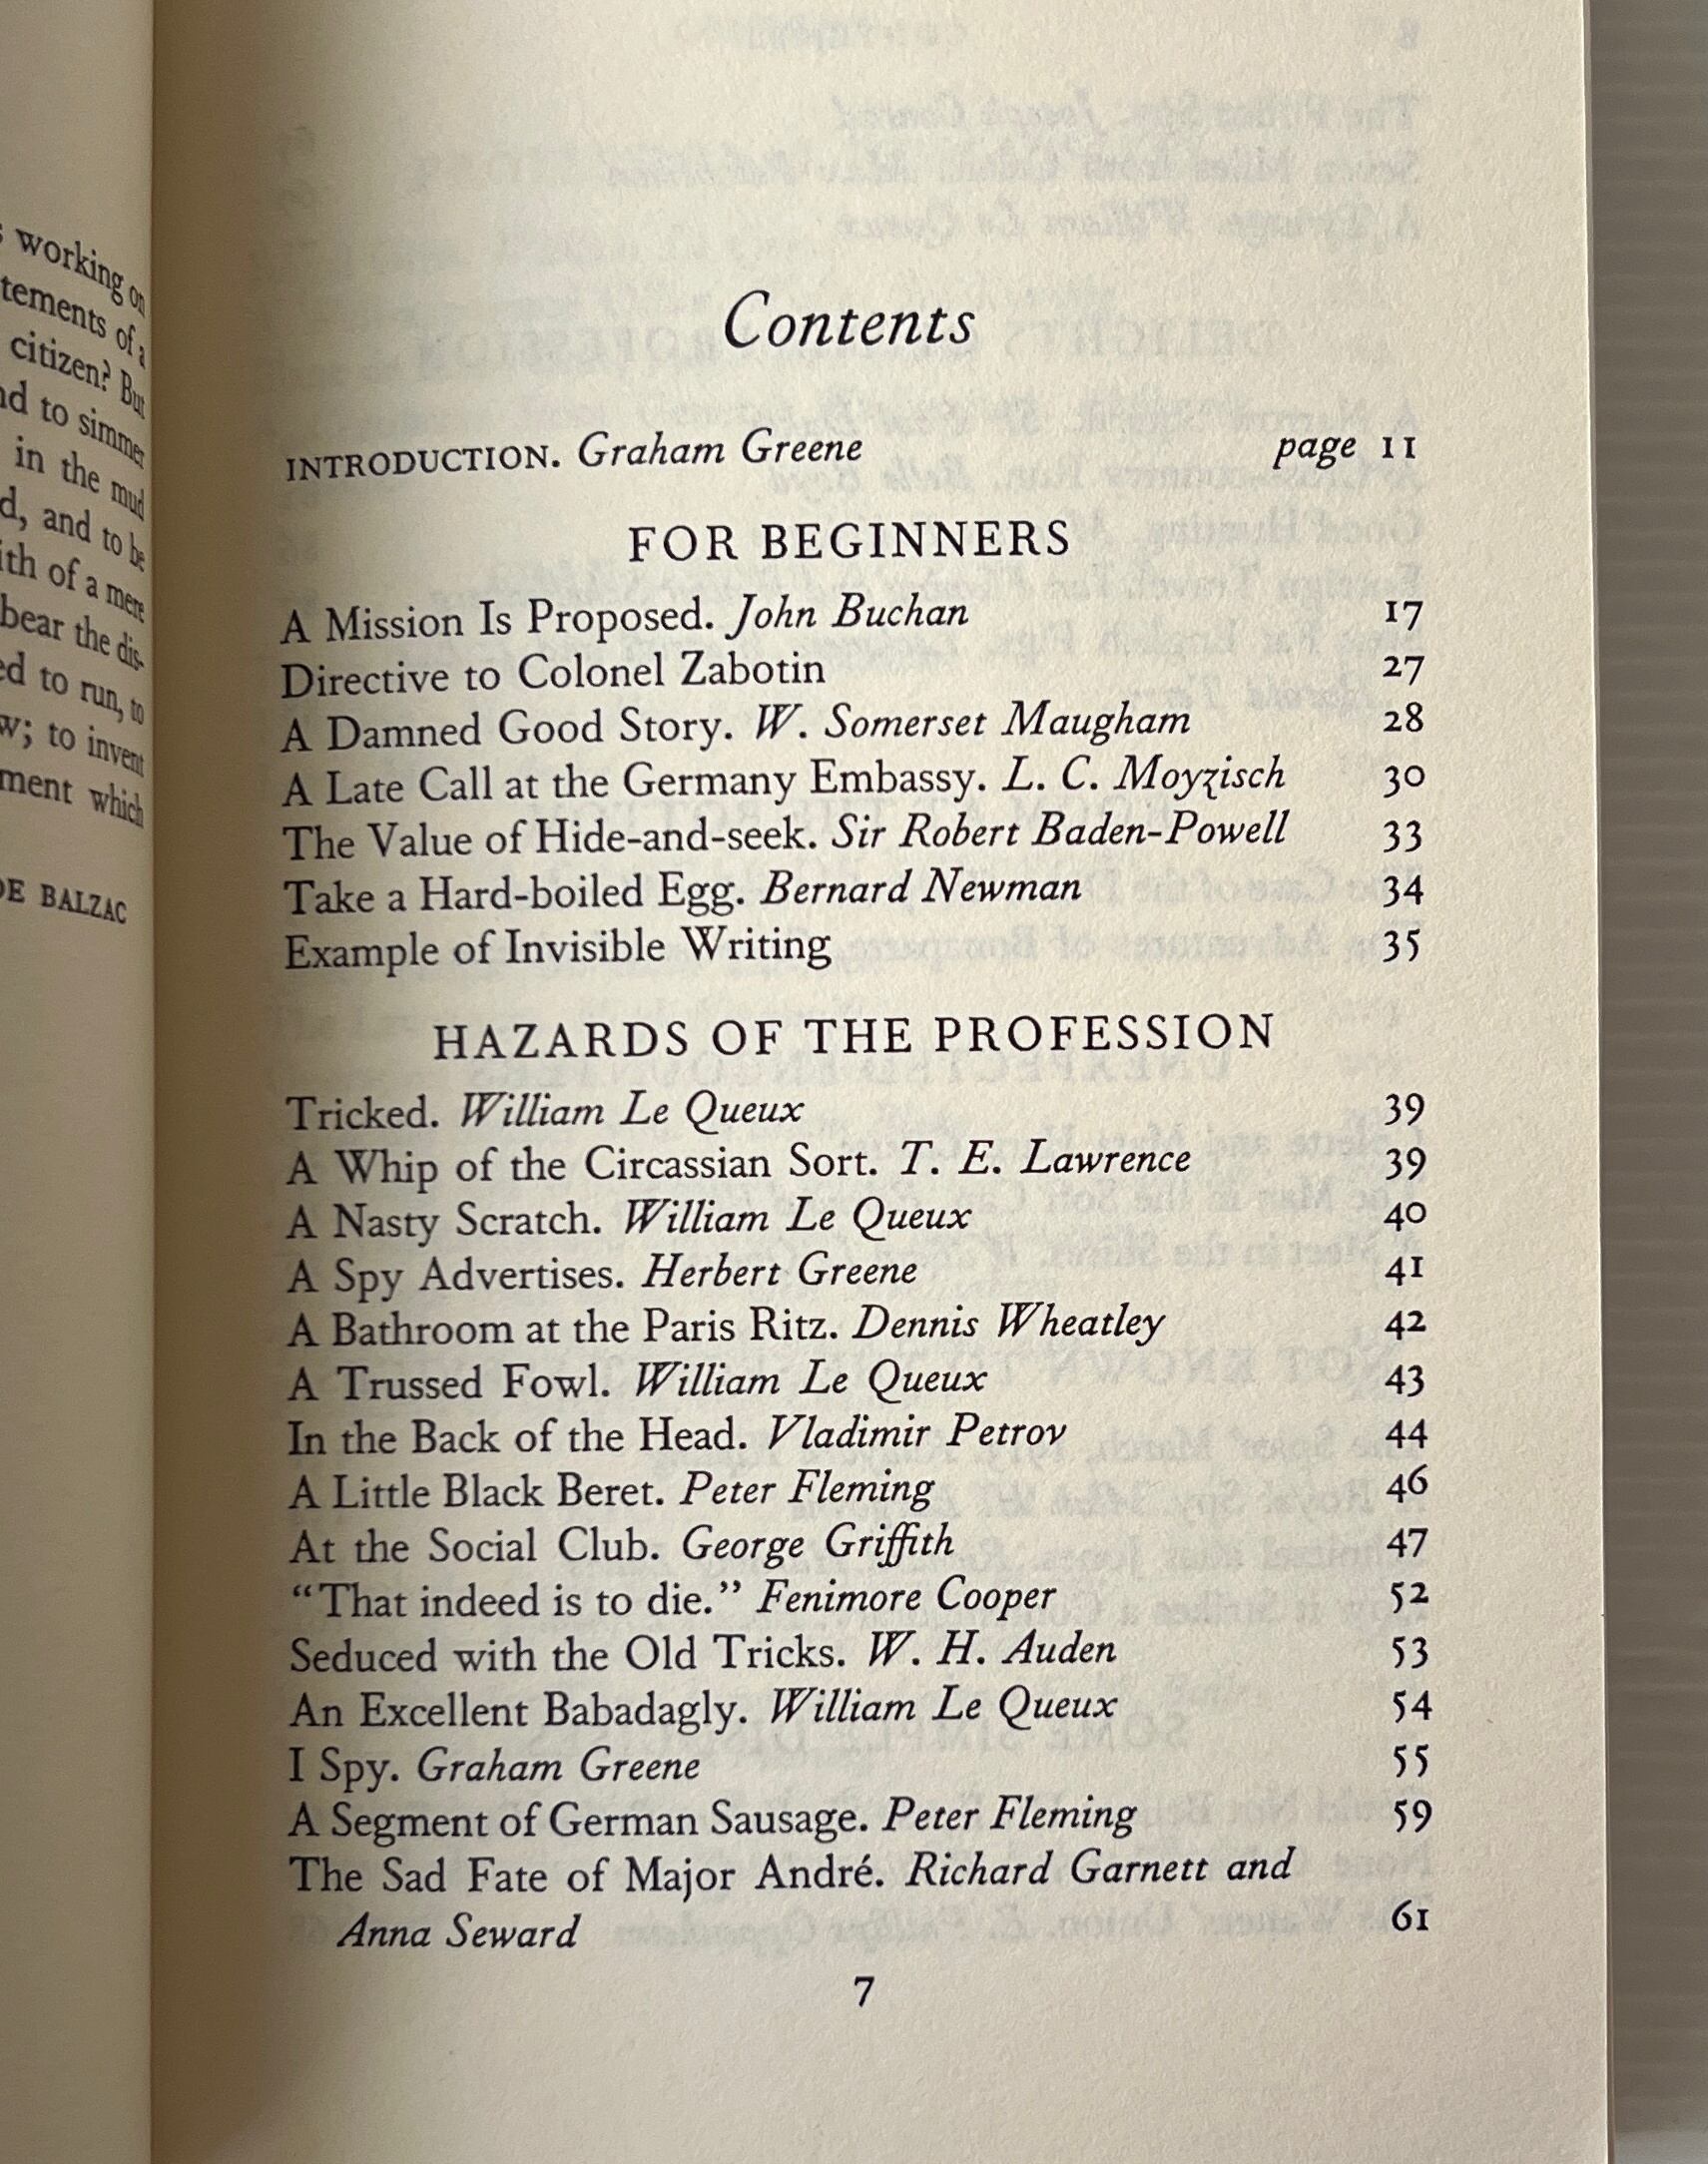 s working on
tements of a
citizen? But
nd to simmer
in the mud
d, and to be
ith of a mere
bear the dis-
ed to run, to
w; to invent
ment which
DE BALZAC
Contents
INTRODUCTION. Graham Greene page 11
FOR BEGINNERS
A Mission Is Proposed. John Buchan 17
Directive to Colonel Zabotin 27
A Damned Good Story. W. Somerset Maugham 28
A Late Call at the Germany Embassy. L. C. Moyzisch 30
The Value of Hide-and-seek. Sir Robert Baden-Powell 33
Take a Hard-boiled Egg. Bernard Newman 34
Example of Invisible Writing 35
HAZARDS OF THE PROFESSION
Tricked. William Le Queux 39
A Whip of the Circassian Sort. T. E. Lawrence 39
A Nasty Scratch. William Le Queux 40
A Spy Advertises. Herbert Greene 41
A Bathroom at the Paris Ritz. Dennis Wheatley 42
A Trussed Fowl. William Le Queux 43
In the Back of the Head. Vladimir Petrov 44
A Little Black Beret. Peter Fleming 46
At the Social Club. George Griffith 47
“That indeed is to die.” Fenimore Cooper 52
Seduced with the Old Tricks. W. H. Auden 53
An Excellent Babadagly. William Le Queux 54
I Spy. Graham Greene 55
A Segment of German Sausage. Peter Fleming 59
The Sad Fate of Major André. Richard Garnett and
Anna Seward 61
7